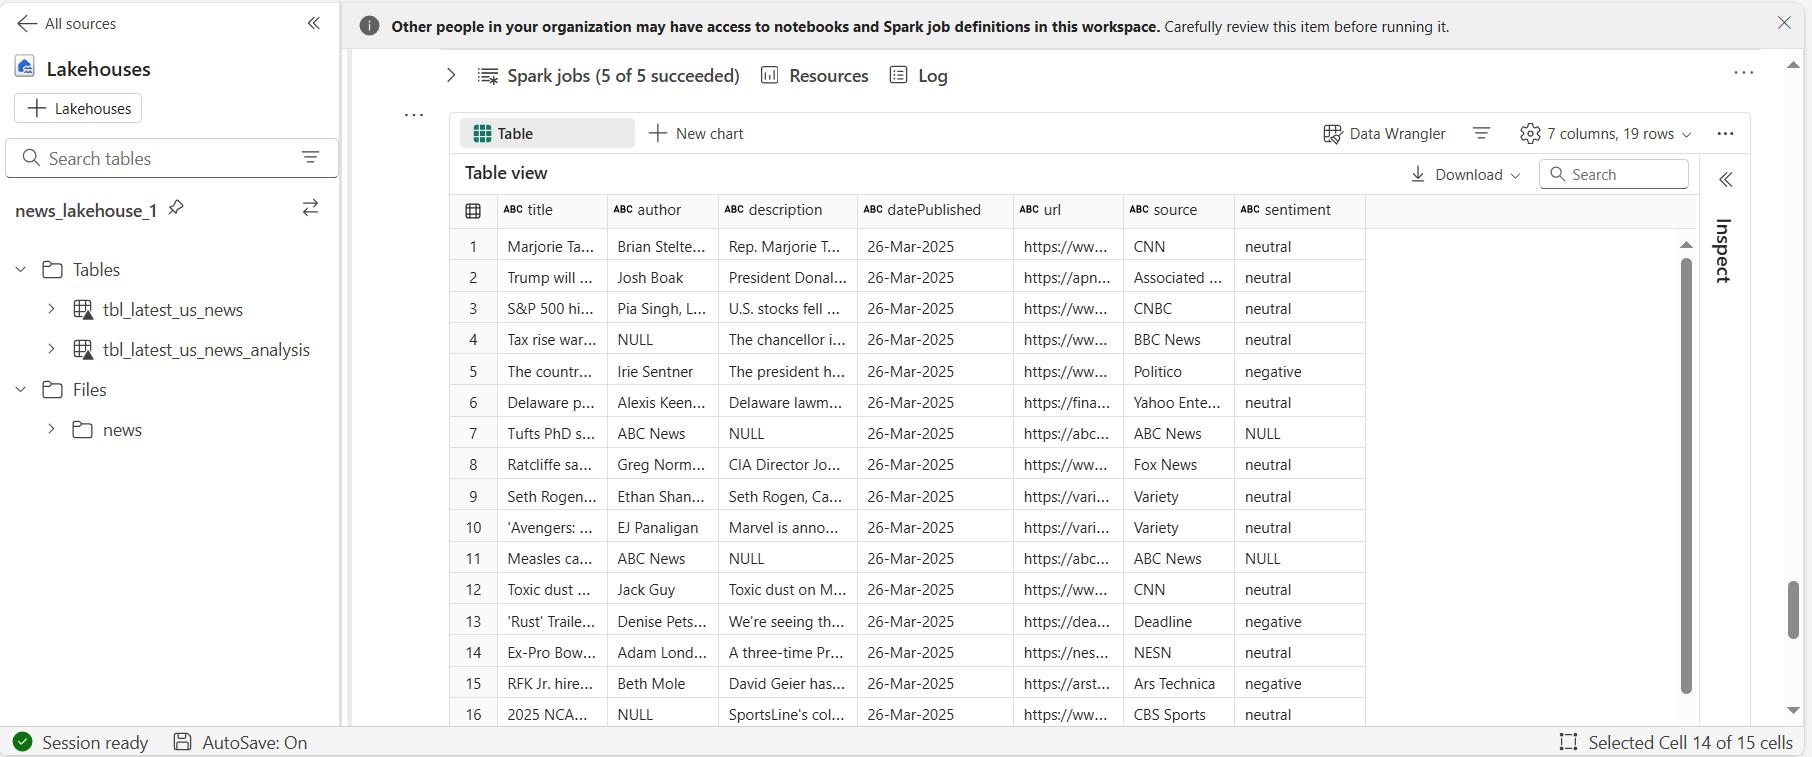 All sources
Lakehouses
Lakehouses
Search tables
news_lakehouse_1
Tables
tbl_latest_us_news
tbl_latest_us_news_analysis
Files
news
Other people in your organization may have access to notebooks and Spark job definitions in this workspace. Carefully review this item before running it.
Spark jobs (5 of 5 succeeded) Resources Log
Table New chart Data Wrangler 7 columns, 19 rows
Table view Download Search
Inspect
ABC title ABC author ABC description ABC datePublished ABC url ABC source ABC sentiment
1 Marjorie Ta... Brian Stelte... Rep. Marjorie T... 26-Mar-2025 https://ww... CNN neutral
2 Trump will ... Josh Boak President Donal... 26-Mar-2025 https://apn... Associated ... neutral
3 S&P 500 hi... Pia Singh, L... U.S. stocks fell ... 26-Mar-2025 https://ww... CNBC neutral
4 Tax rise war... NULL The chancellor i... 26-Mar-2025 https://ww... BBC News neutral
5 The countr... Irie Sentner The president h... 26-Mar-2025 https://ww... Politico negative
6 Delaware p... Alexis Keen... Delaware lawm... 26-Mar-2025 https://fina... Yahoo Ente... neutral
7 Tufts PhD s... ABC News NULL 26-Mar-2025 https://abc... ABC News NULL
8 Ratcliffe sa... Greg Norm... CIA Director Jo... 26-Mar-2025 https://ww... Fox News neutral
9 Seth Rogen... Ethan Shan... Seth Rogen, Ca... 26-Mar-2025 https://vari... Variety neutral
10 'Avengers: ... EJ Panaligan Marvel is anno... 26-Mar-2025 https://vari... Variety neutral
11 Measles ca... ABC News NULL 26-Mar-2025 https://abc... ABC News NULL
12 Toxic dust ... Jack Guy Toxic dust on M... 26-Mar-2025 https://ww... CNN neutral
13 'Rust' Traile... Denise Pets... We're seeing th... 26-Mar-2025 https://dea... Deadline negative
14 Ex-Pro Bow... Adam Lond... A three-time Pr... 26-Mar-2025 https://nes... NESN neutral
15 RFK Jr. hire... Beth Mole David Geier has... 26-Mar-2025 https://arst... Ars Technica negative
16 2025 NCA... NULL SportsLine's col... 26-Mar-2025 https://ww... CBS Sports neutral
Session ready AutoSave: On Selected Cell 14 of 15 cells